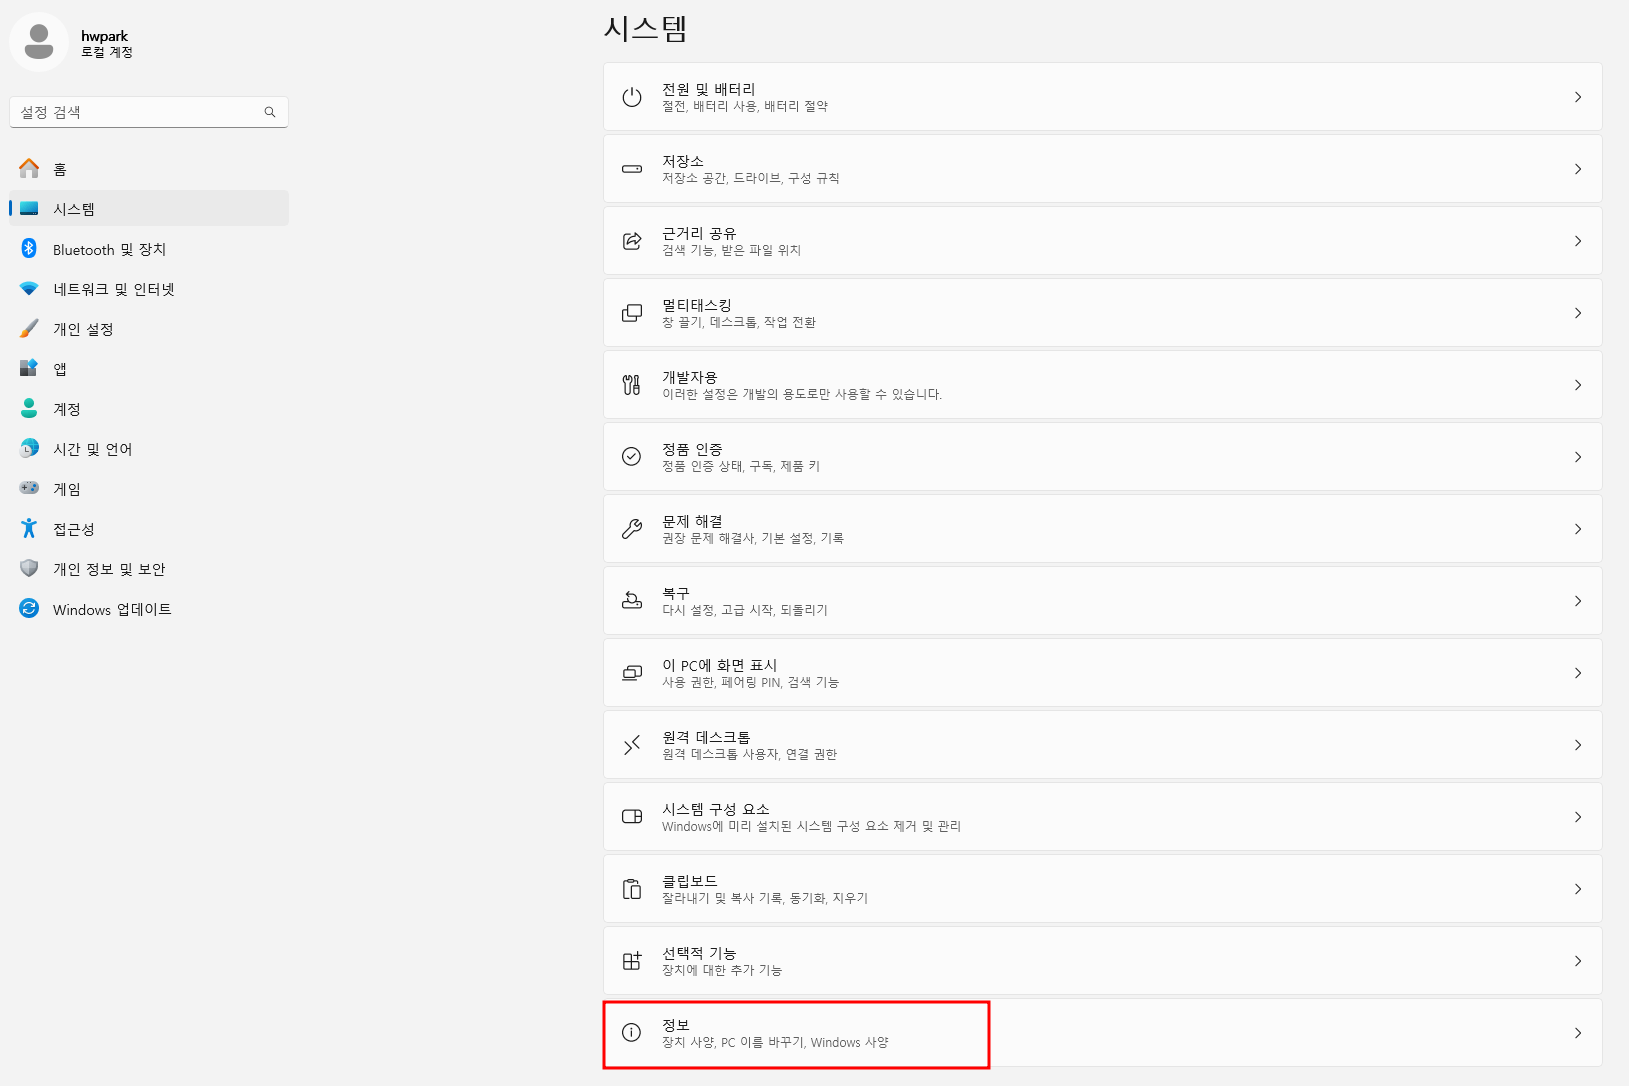 hwpark
로컬 계정
설정 검색
홈
시스템
Bluetooth 및 장치
네트워크 및 인터넷
개인 설정
앱
계정
시간 및 언어
게임
접근성
개인 정보 및 보안
Windows 업데이트
시스템
전원 및 배터리
절전, 배터리 사용, 배터리 절약
저장소
저장소 공간, 드라이브, 구성 규칙
근거리 공유
검색 기능, 받은 파일 위치
멀티태스킹
창 끌기, 데스크톱, 작업 전환
개발자용
이러한 설정은 개발의 용도로만 사용할 수 있습니다.
정품 인증
정품 인증 상태, 구독, 제품 키
문제 해결
권장 문제 해결사, 기본 설정, 기록
복구
다시 설정, 고급 시작, 되돌리기
이 PC에 화면 표시
사용 권한, 페어링 PIN, 검색 기능
원격 데스크톱
원격 데스크톱 사용자, 연결 권한
시스템 구성 요소
Windows에 미리 설치된 시스템 구성 요소 제거 및 관리
클립보드
잘라내기 및 복사 기록, 동기화, 지우기
선택적 기능
장치에 대한 추가 기능
정보
장치 사양, PC 이름 바꾸기, Windows 사양